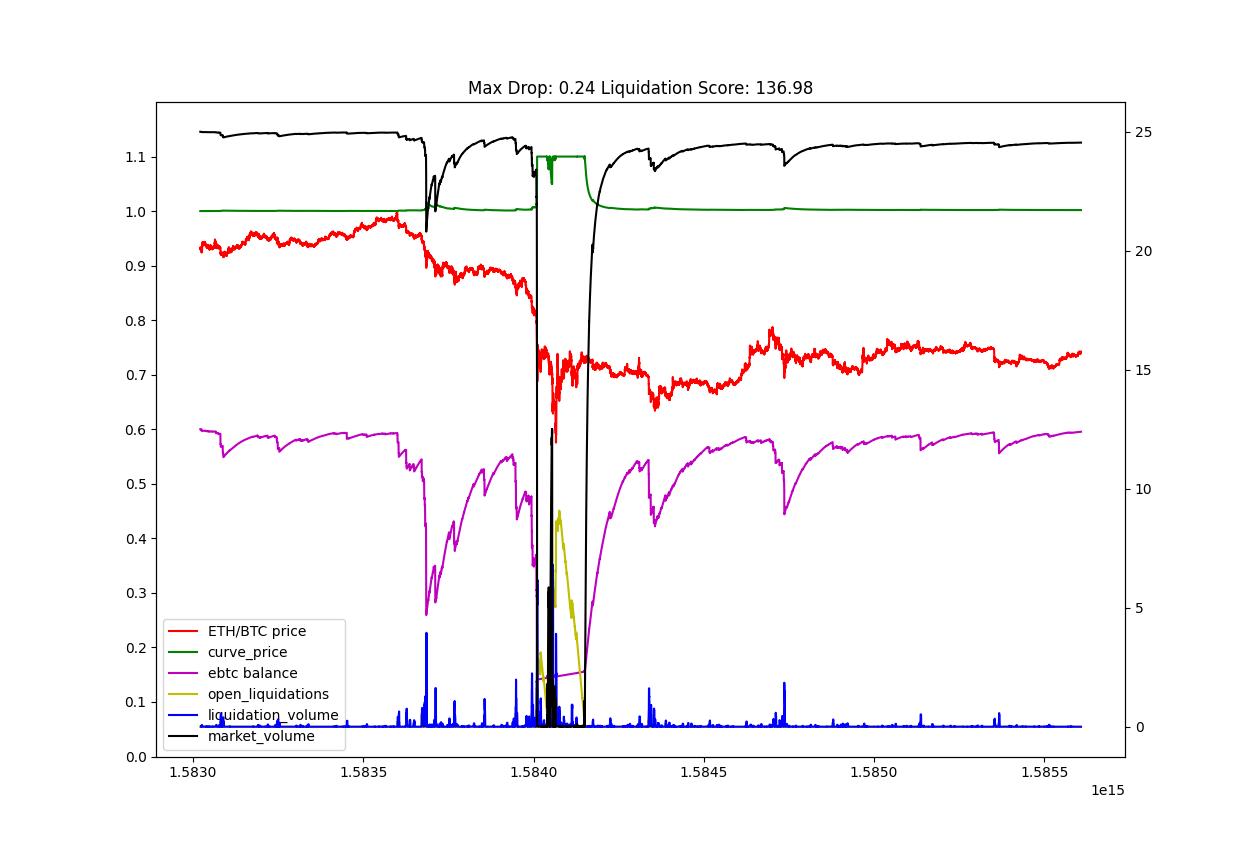 Max Drop: 0.24 Liquidation Score: 136.98
1.1
1.0
0.9
0.8
0.7
0.6
0.5
0.4
0.3
0.2
0.1
0.0
25
20
15
10
5
0
ETH/BTC price
curve_price
ebtc balance
open_liquidations
liquidation_volume
market_volume
1.5830 1.5835 1.5840 1.5845 1.5850 1.5855
1e15